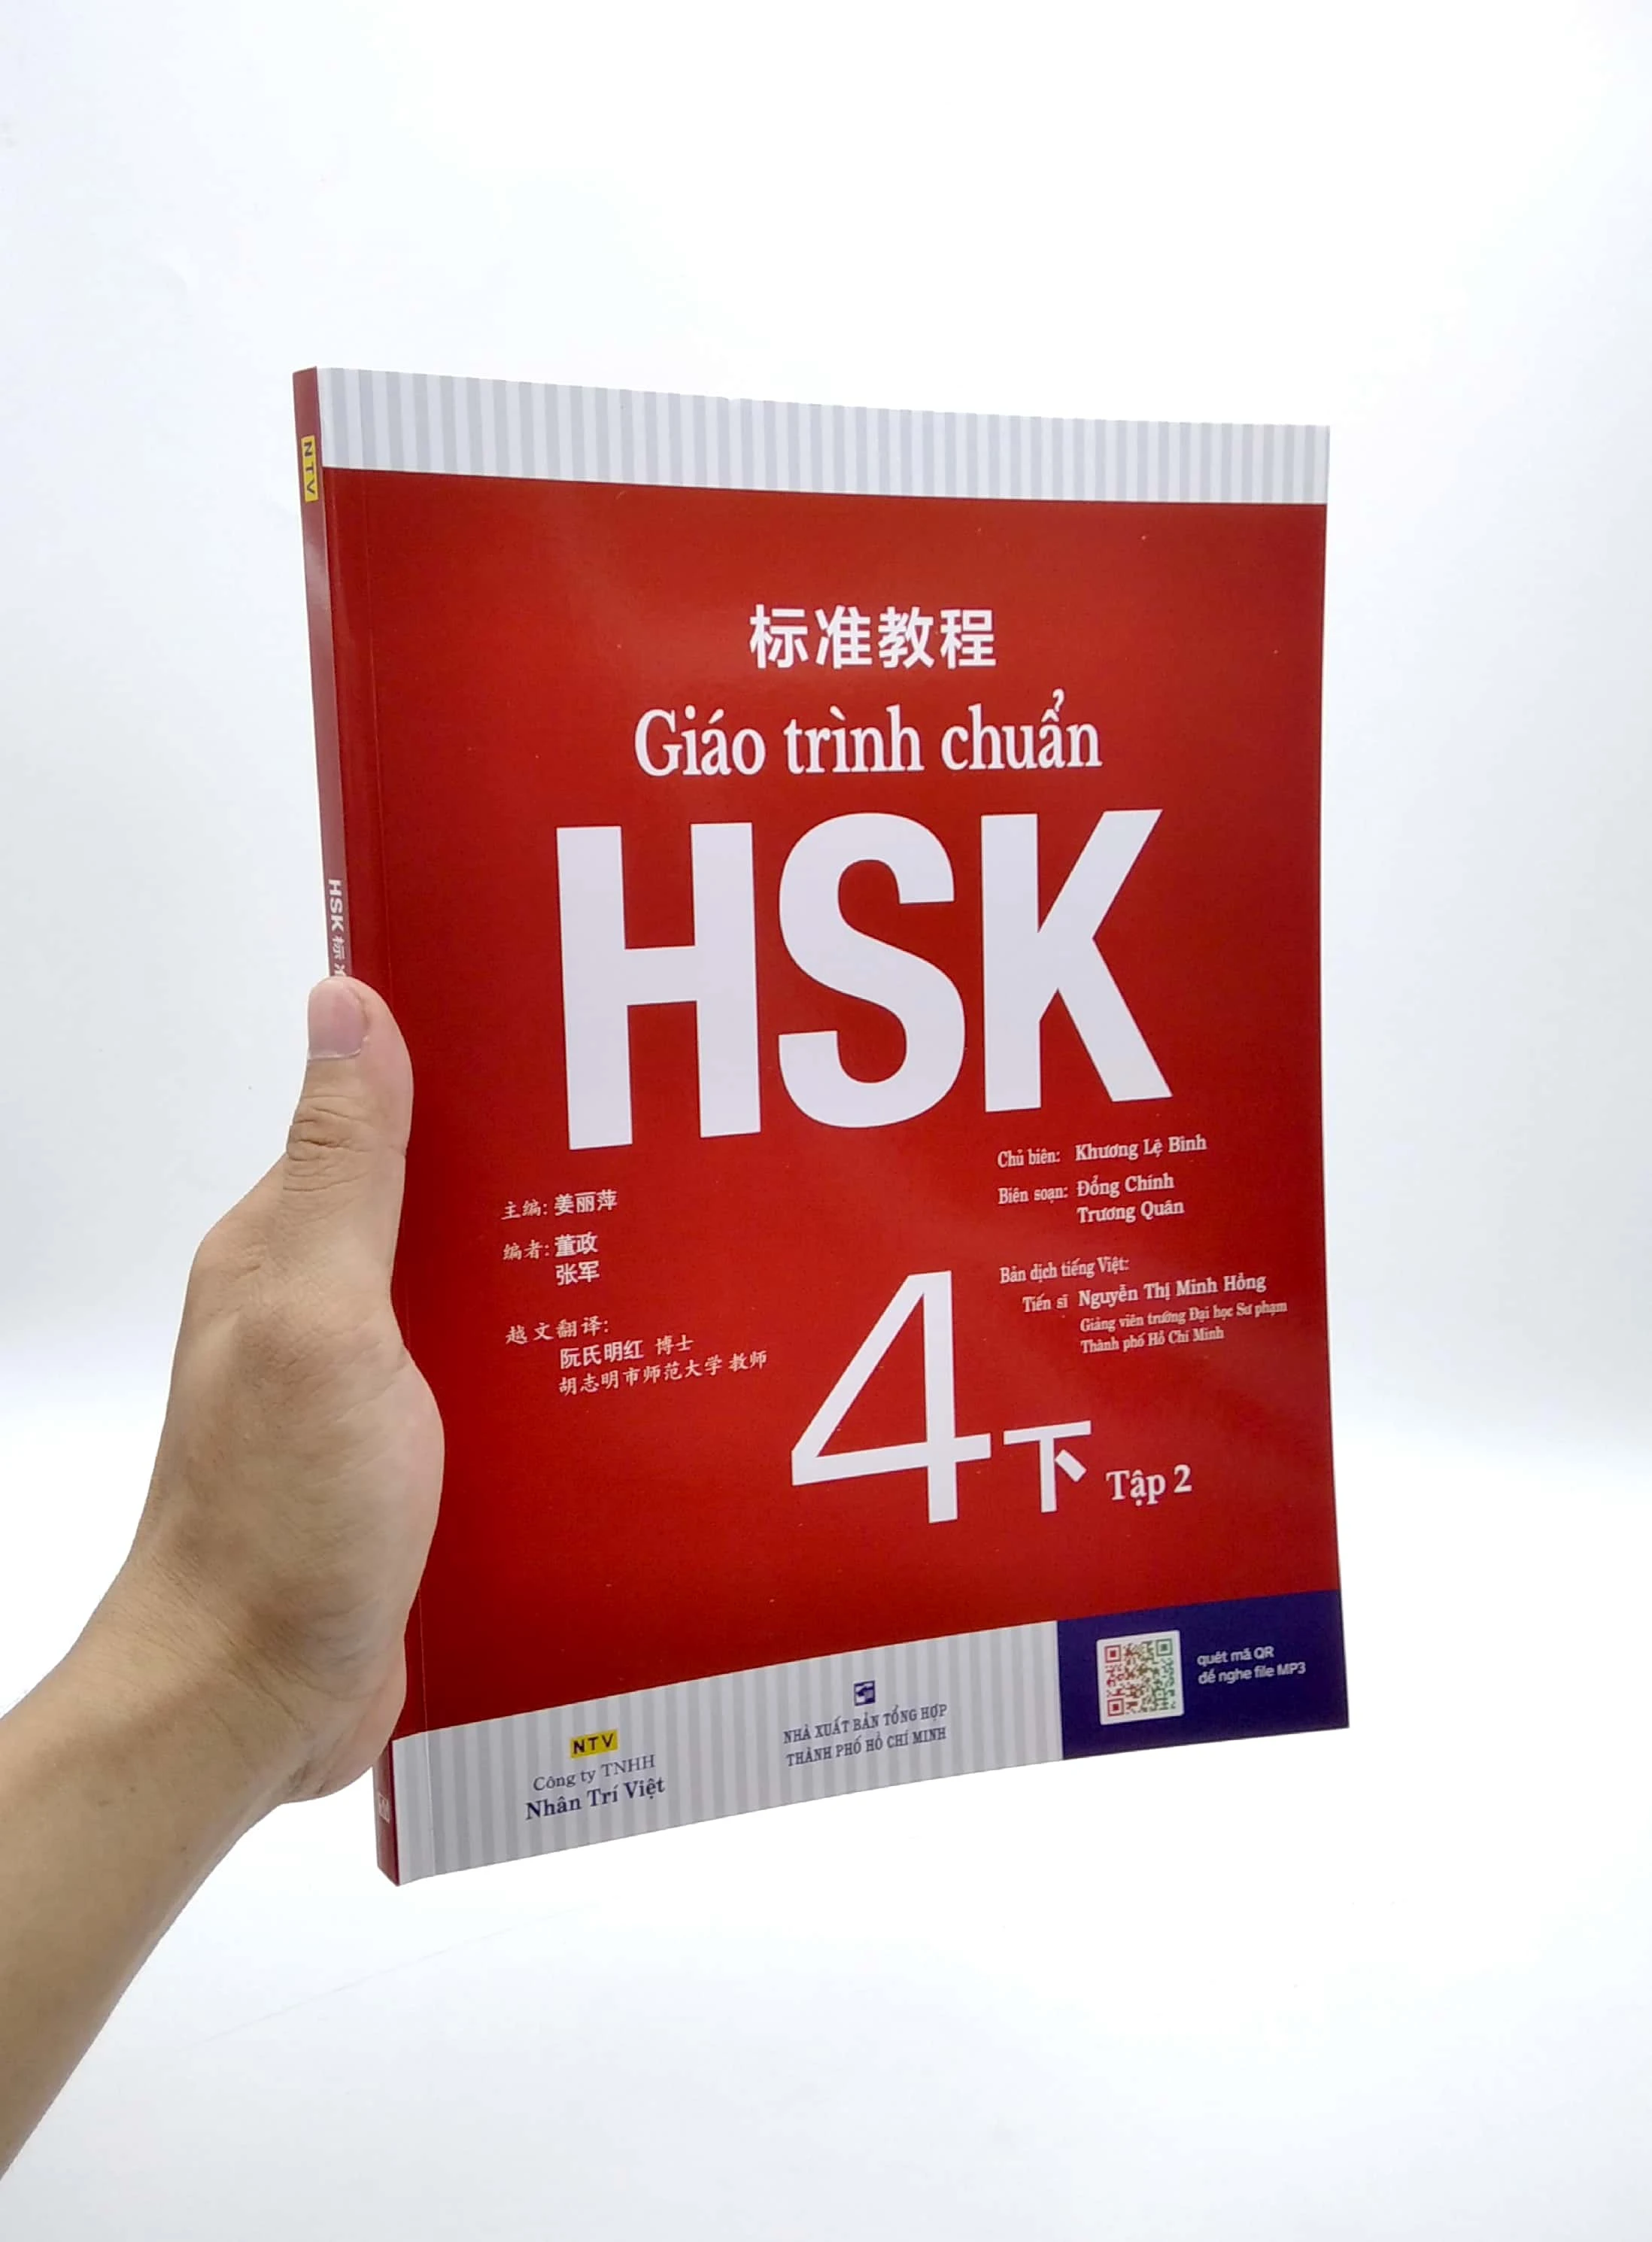 NTV
HSK 标准
标准教程
Giáo trình chuẩn
HSK
主编: 姜丽萍
编者: 董政
张军
越文翻译:
阮氏明红 博士
胡志明市师范大学 教师
Chủ biên: Khương Lệ Bình
Biên soạn: Đổng Chính
Trương Quân
Bản dịch tiếng Việt:
Tiến sĩ Nguyễn Thị Minh Hồng
Giảng viên trường Đại học Sư phạm
Thành phố Hồ Chí Minh
4下 Tập 2
NTV
Công ty TNHH
Nhân Trí Việt
NHÀ XUẤT BẢN TỔNG HỢP
THÀNH PHỐ HỒ CHÍ MINH
quét mã QR
để nghe file MP3